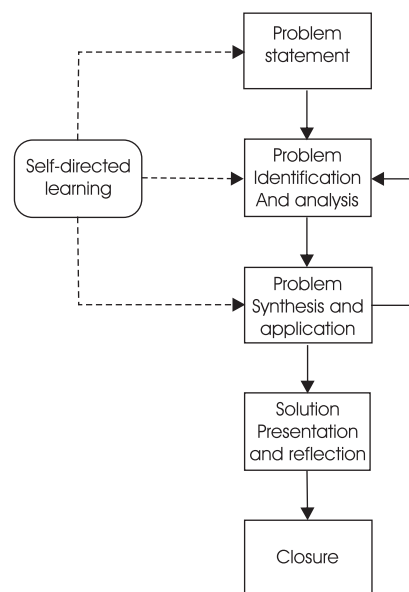 Problem
statement
Self-directed
learning
Problem
Identification
And analysis
Problem
Synthesis and
application
Solution
Presentation
and reflection
Closure